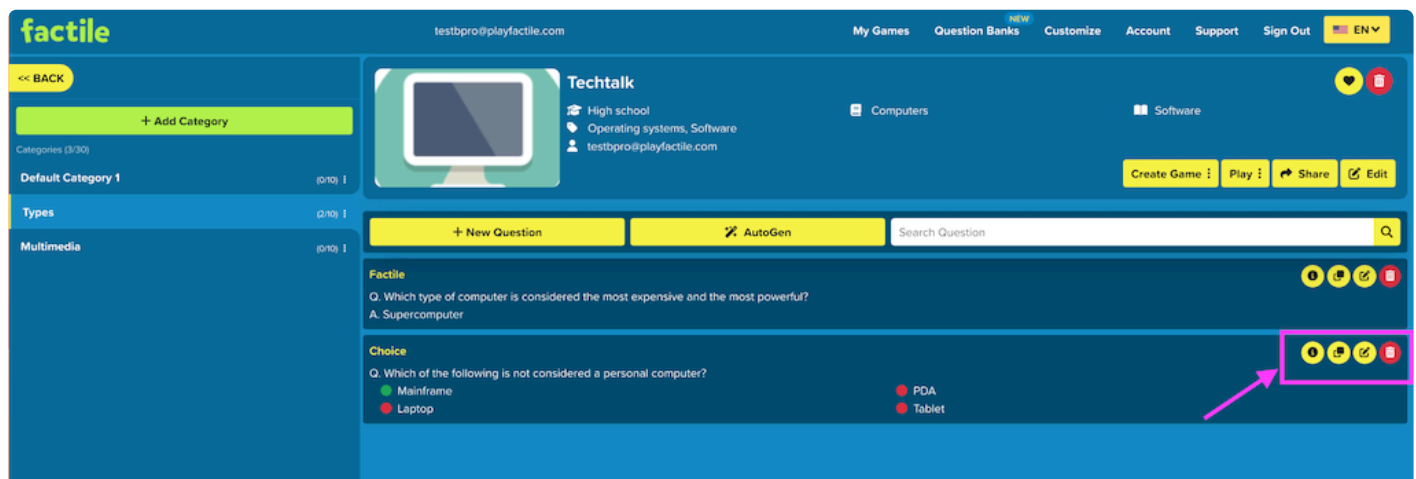 factile
testbpro@playfactile.com
My Games
NEW
Question Banks
Customize
Account
Support
Sign Out
EN
<< BACK
+ Add Category
Categories (3/30)
Default Category 1 (0/10)
Types (2/10)
Multimedia (0/10)
Techtalk
High school
Computers
Software
Operating systems, Software
testbpro@playfactile.com
Create Game
Play
Share
Edit
+ New Question
AutoGen
Search Question
Factile
Q. Which type of computer is considered the most expensive and the most powerful?
A. Supercomputer
Choice
Q. Which of the following is not considered a personal computer?
Mainframe
PDA
Laptop
Tablet